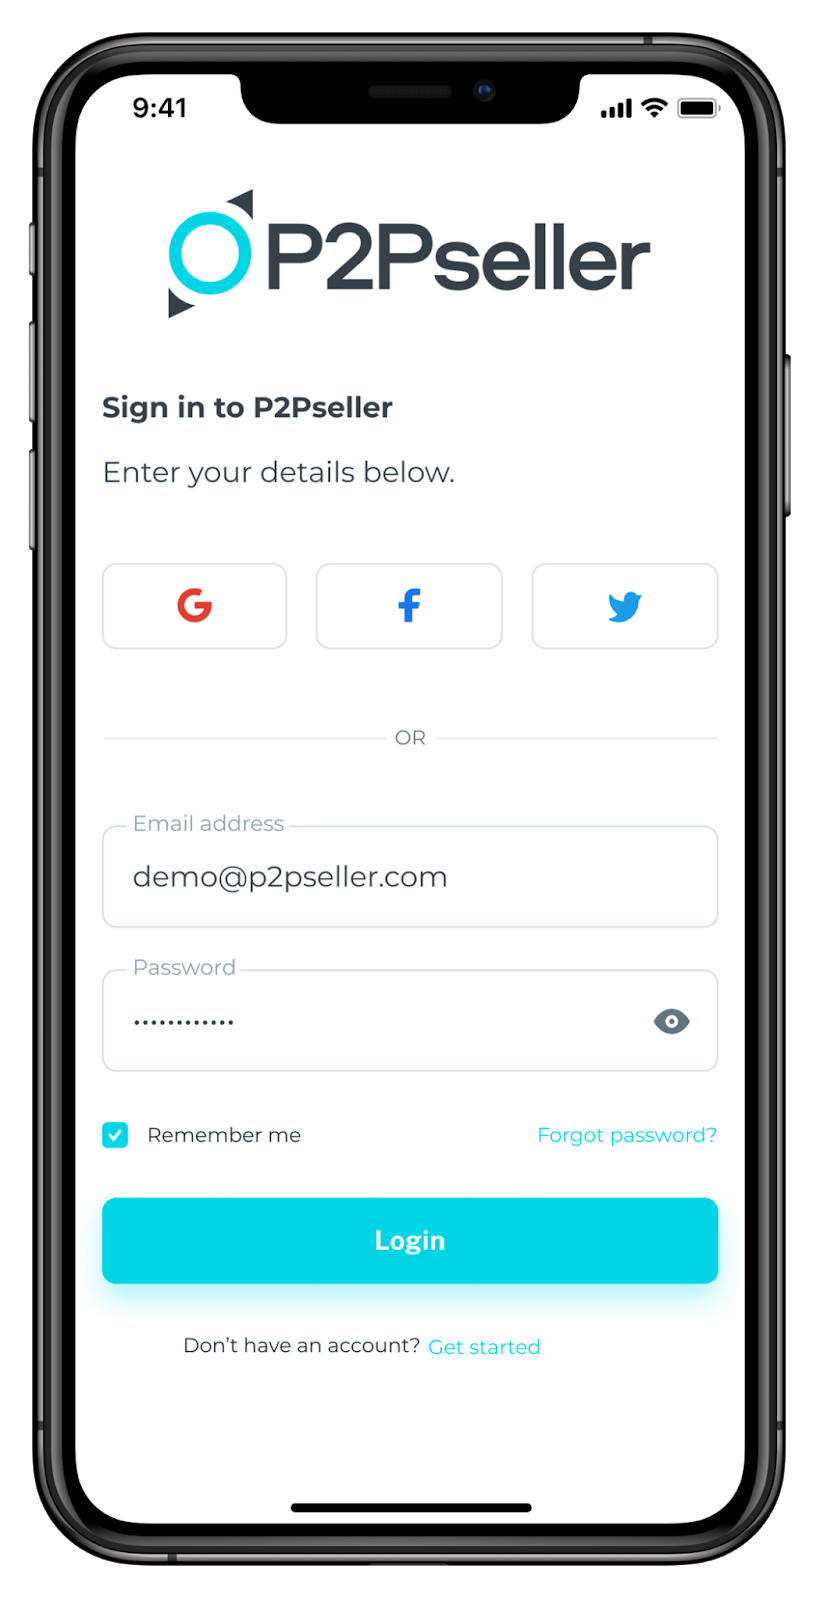 9:41
P2Pseller
Sign in to P2Pseller
Enter your details below.
OR
Email address
demo@p2pseller.com
Password
••••••••••••
Remember me
Forgot password?
Login
Don’t have an account? Get started